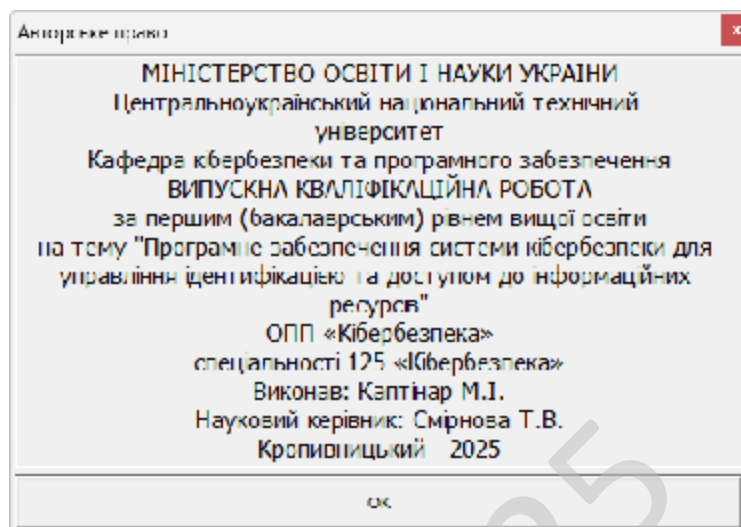 Авторське право
МІНІСТЕРСТВО ОСВІТИ І НАУКИ УКРАЇНИ
Центральноукраїнський національний технічний
університет
Кафедра кібербезпеки та програмного забезпечення
ВИПУСКНА КВАЛІФІКАЦІЙНА РОБОТА
за першим (бакалаврським) рівнем вищої освіти
на тему "Програмне забезпечення системи кібербезпеки для
управління ідентифікацією та доступом до інформаційних
ресурсів"
ОПП «Кібербезпека»
спеціальності 125 «Кібербезпека»
Виконав: Каптінар М.І.
Науковий керівник: Смірнова Т.В.
Кропивницький 2025
ОК
25